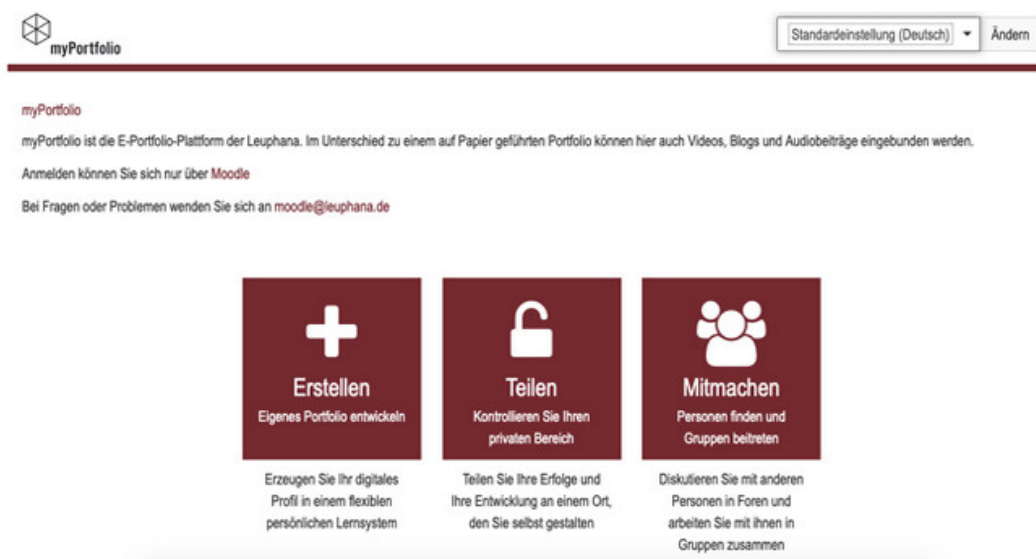 myPortfolio
Standardeinstellung (Deutsch)
Ändern
myPortfolio
myPortfolio ist die E-Portfolio-Plattform der Leuphana. Im Unterschied zu einem auf Papier geführten Portfolio können hier auch Videos, Blogs und Audiobeiträge eingebunden werden.
Anmelden können Sie sich nur über Moodle
Bei Fragen oder Problemen wenden Sie sich an moodle@leuphana.de
Erstellen
Eigenes Portfolio entwickeln
Erzeugen Sie Ihr digitales
Profil in einem flexiblen
persönlichen Lernsystem
Teilen
Kontrollieren Sie Ihren
privaten Bereich
Teilen Sie Ihre Erfolge und
Ihre Entwicklung an einem Ort,
den Sie selbst gestalten
Mitmachen
Personen finden und
Gruppen beitreten
Diskutieren Sie mit anderen
Personen in Foren und
arbeiten Sie mit ihnen in
Gruppen zusammen